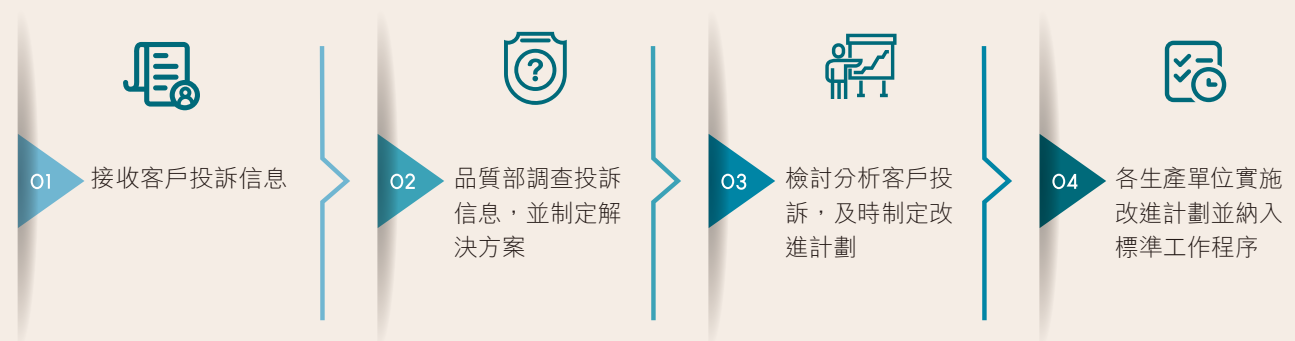 01
接收客戶投訴信息
02
品質部調查投訴
信息，並制定解
決方案
03
檢討分析客戶投
訴，及時制定改
進計劃
04
各生產單位實施
改進計劃並納入
標準工作程序